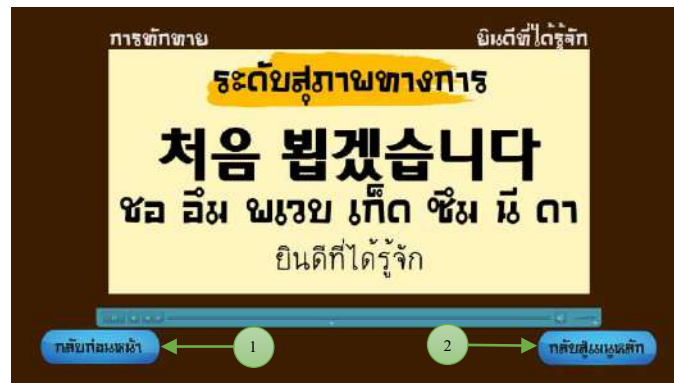 การทักทาย
ยินดีที่ได้รู้จัก
ระดับสุภาพทางการ
처음 뵙겠습니다
ชอ อึม พเวย เก็ด ซึม นี ดา
ยินดีที่ได้รู้จัก
กลับก่อนหน้า
1
2
กลับสู่เมนูหลัก